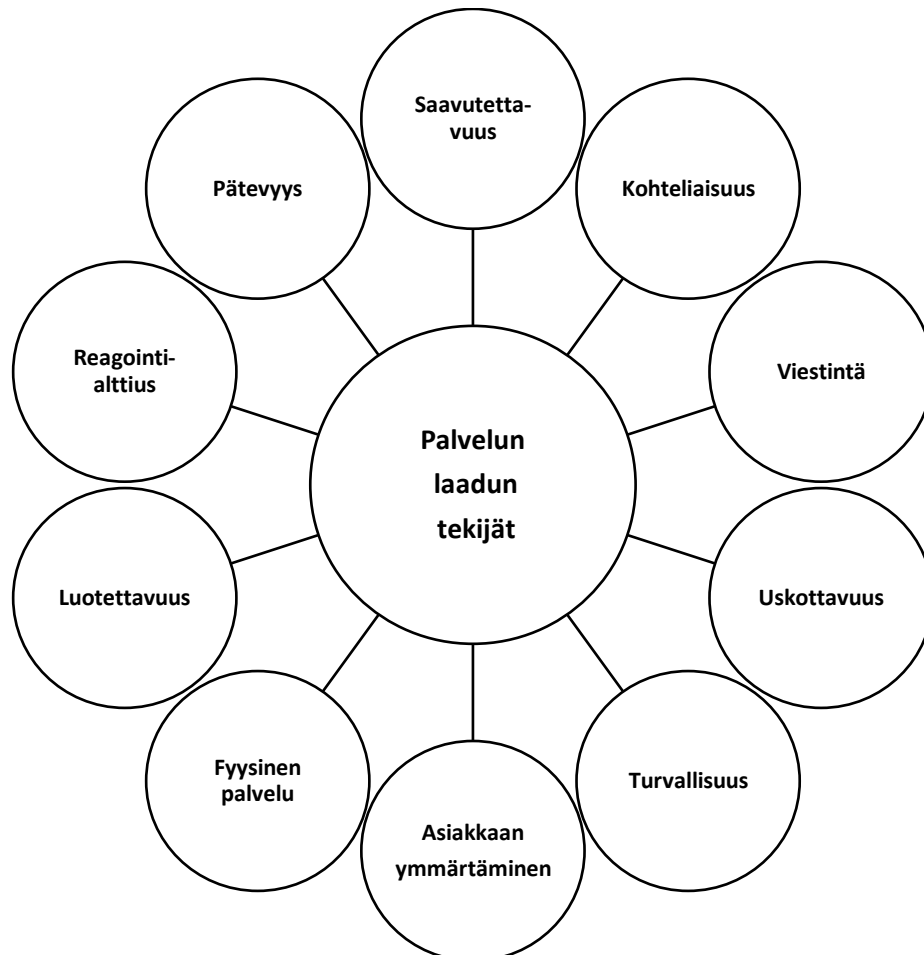 Saavutetta-
vuus
Kohteliaisuus
Viestintä
Uskottavuus
Turvallisuus
Asiakkaan
ymmärtäminen
Fyysinen
palvelu
Luotettavuus
Reagointi-
alttius
Pätevyys
Palvelun
laadun
tekijät